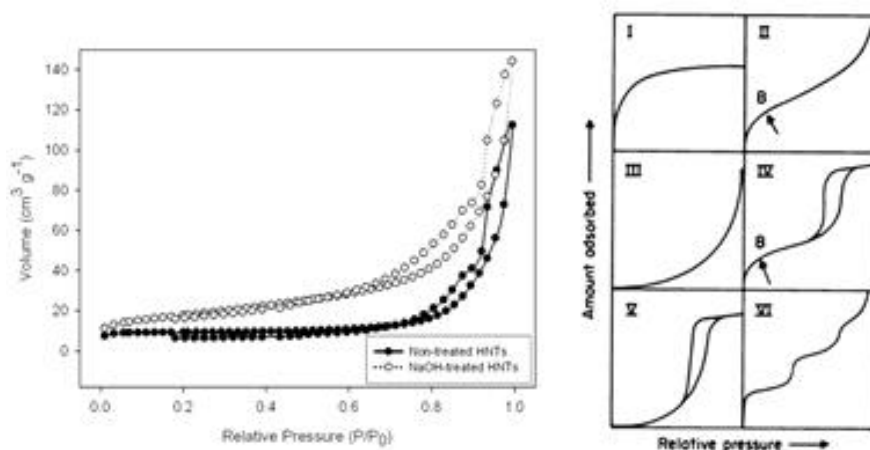 140
120
100
80
60
40
20
0
Volume (cm³ g⁻¹)
Non-treated HNTs
NaOH-treated HNTs
0.0 0.2 0.4 0.6 0.8 1.0
Relative Pressure (P/P₀)
Amount adsorbed
I II
B
III IV
B
V VI
Relative pressure